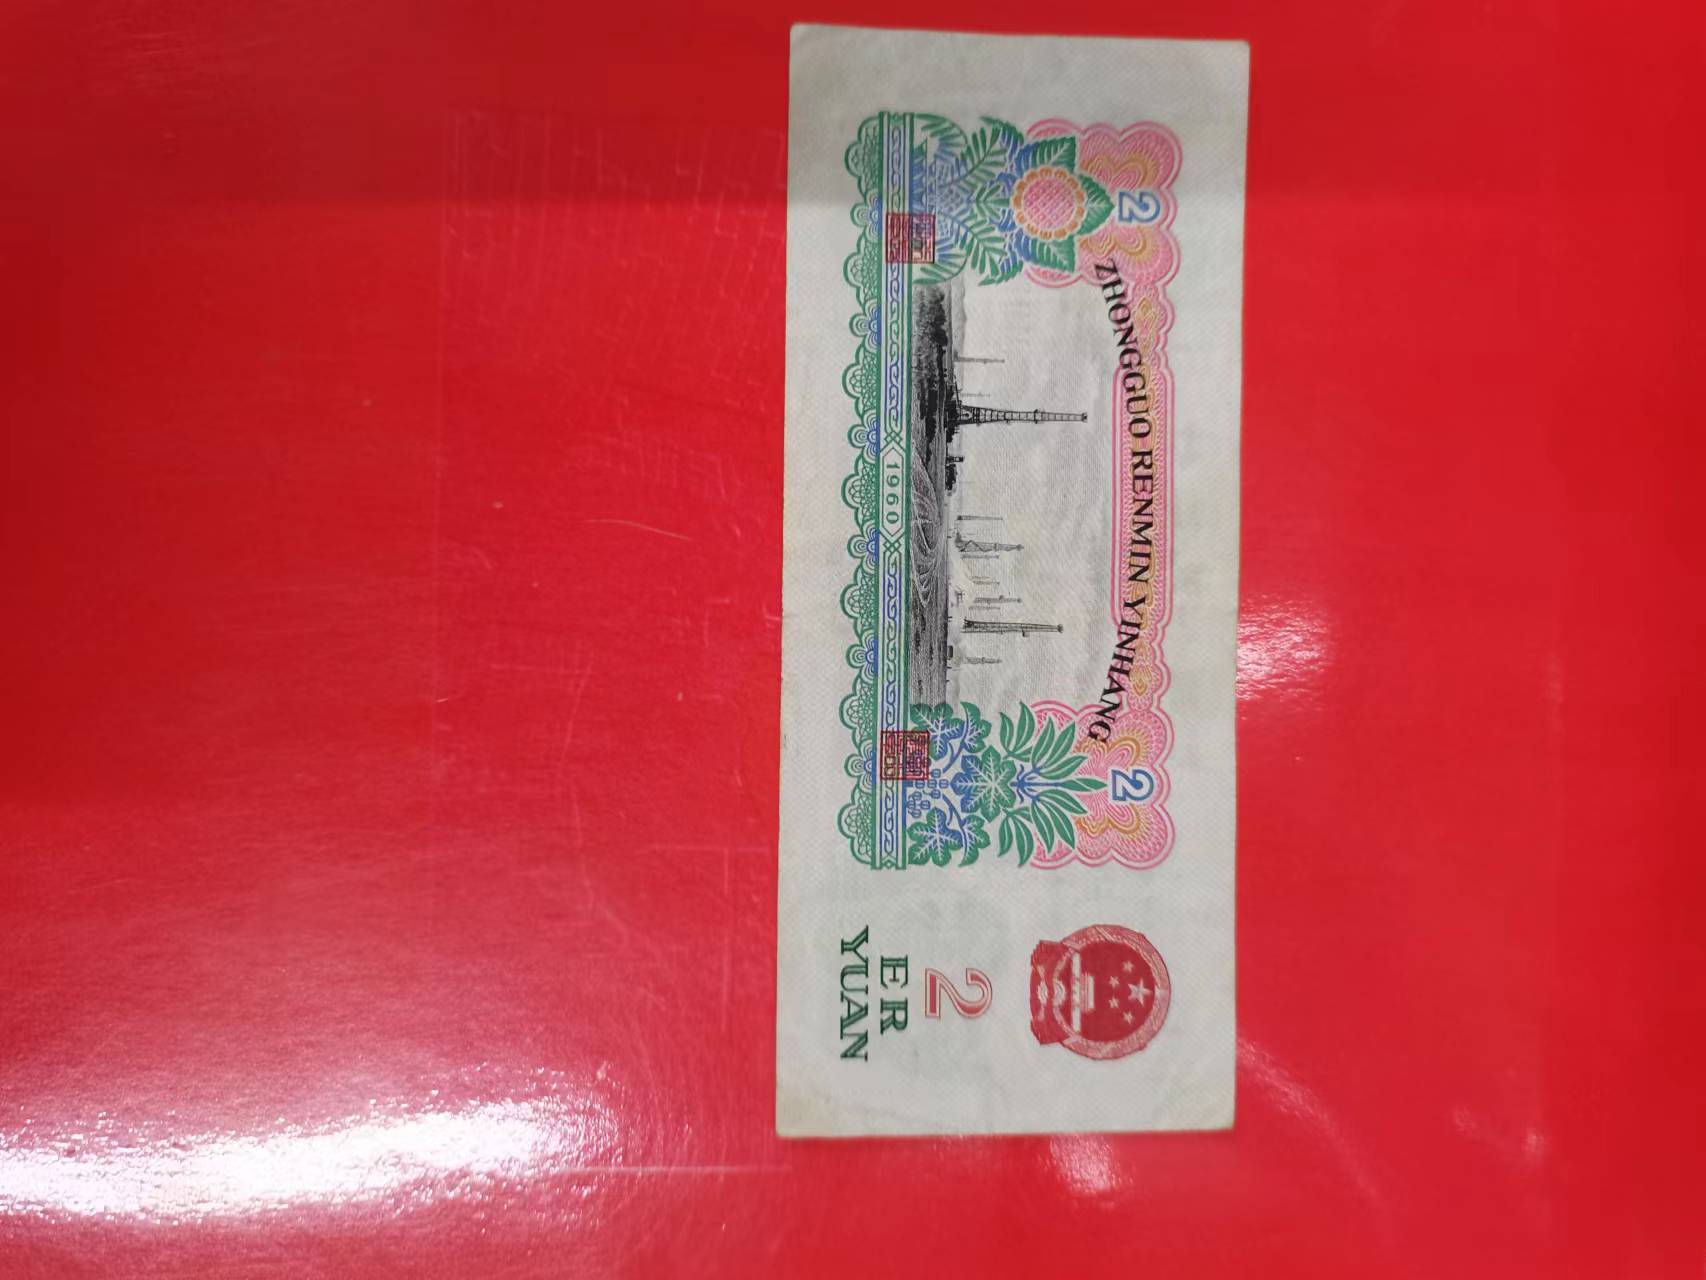 2
2
ZHONGGUO RENMIN YINHANG
1960
2
ER
YUAN